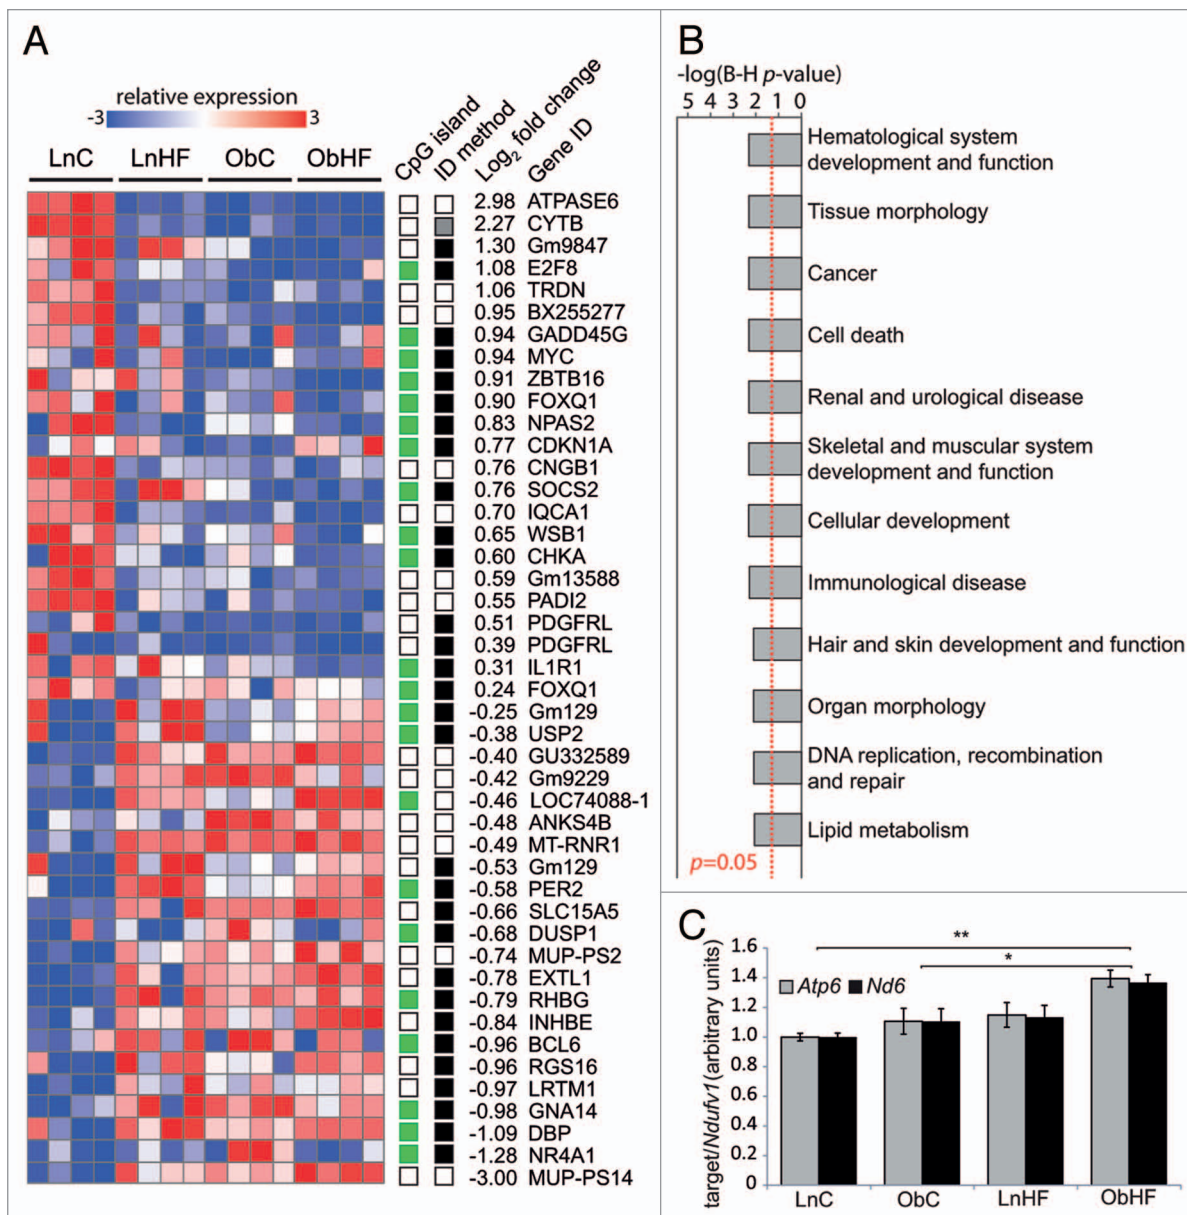 A
relative expression
-3 3
LnC LnHF ObC ObHF
CpG island
ID method
Log2 fold change
Gene ID
2.98 ATPASE6
2.27 CYTB
1.30 Gm9847
1.08 E2F8
1.06 TRDN
0.95 BX255277
0.94 GADD45G
0.94 MYC
0.91 ZBTB16
0.90 FOXQ1
0.83 NPAS2
0.77 CDKN1A
0.76 CNGB1
0.76 SOCS2
0.70 IQCA1
0.65 WSB1
0.60 CHKA
0.59 Gm13588
0.55 PADI2
0.51 PDGFRL
0.39 PDGFRL
0.31 IL1R1
0.24 FOXQ1
-0.25 Gm129
-0.38 USP2
-0.40 GU332589
-0.42 Gm9229
-0.46 LOC74088-1
-0.48 ANKS4B
-0.49 MT-RNR1
-0.53 Gm129
-0.58 PER2
-0.66 SLC15A5
-0.68 DUSP1
-0.74 MUP-PS2
-0.78 EXTL1
-0.79 RHBG
-0.84 INHBE
-0.96 BCL6
-0.96 RGS16
-0.97 LRTM1
-0.98 GNA14
-1.09 DBP
-1.28 NR4A1
-3.00 MUP-PS14
B
-log(B-H p-value)
5 4 3 2 1 0
Hematological system
development and function
Tissue morphology
Cancer
Cell death
Renal and urological disease
Skeletal and muscular system
development and function
Cellular development
Immunological disease
Hair and skin development and function
Organ morphology
DNA replication, recombination
and repair
Lipid metabolism
p=0.05
C
target/Ndufv1(arbitrary units)
1.6
1.4
1.2
1.0
0.8
0.6
0.4
0.2
0
**
*
Atp6 Nd6
LnC ObC LnHF ObHF